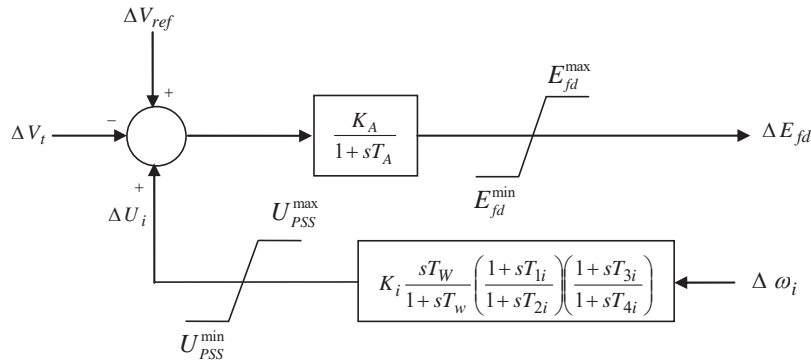 ΔV_ref
+
E_fd^max
−
ΔV_t
K_A / (1 + sT_A)
ΔE_fd
E_fd^min
+
ΔU_i
U_PSS^max
K_i (sT_W / (1 + sT_w)) ((1 + sT_1i) / (1 + sT_2i)) ((1 + sT_3i) / (1 + sT_4i))
Δ ω_i
U_PSS^min